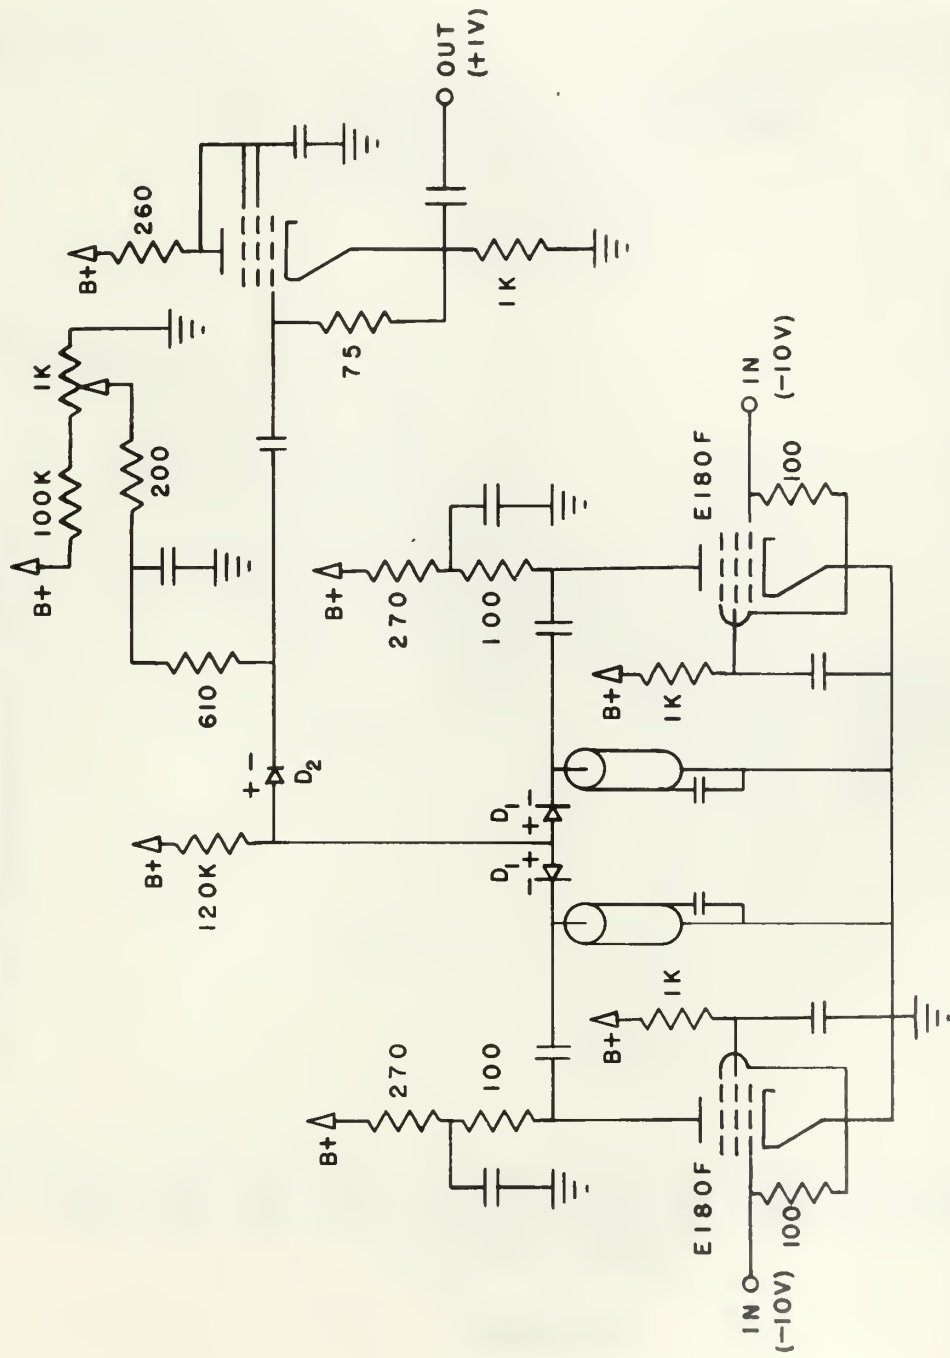 B+
100K
1K
B+
260
B+
200
120K
610
+ −
D2
B+
B+
75
270
270
OUT
(+1V)
100
100
D1
D1
1K
− +
+ −
B+
B+
1K
1K
E180F
E180F
IN
(−10V)
100
100
IN
(−10V)